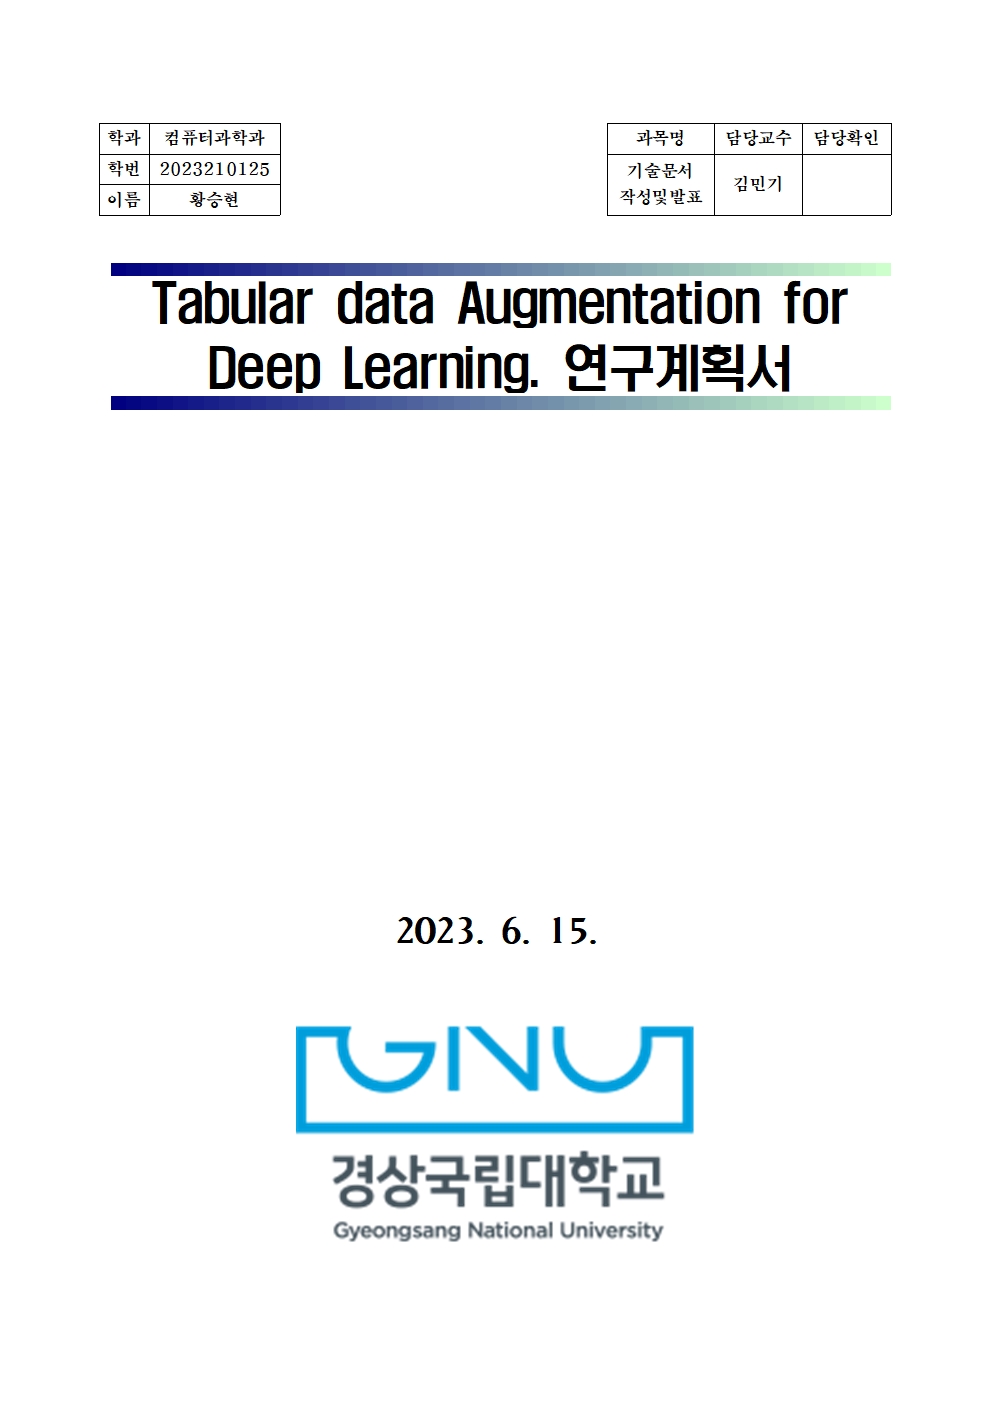 학과 컴퓨터과학과
학번 2023210125
이름 황승현
과목명 담당교수 담당확인
기술문서
작성및발표 김민기
Tabular data Augmentation for
Deep Learning. 연구계획서
2023. 6. 15.
GNU
경상국립대학교
Gyeongsang National University